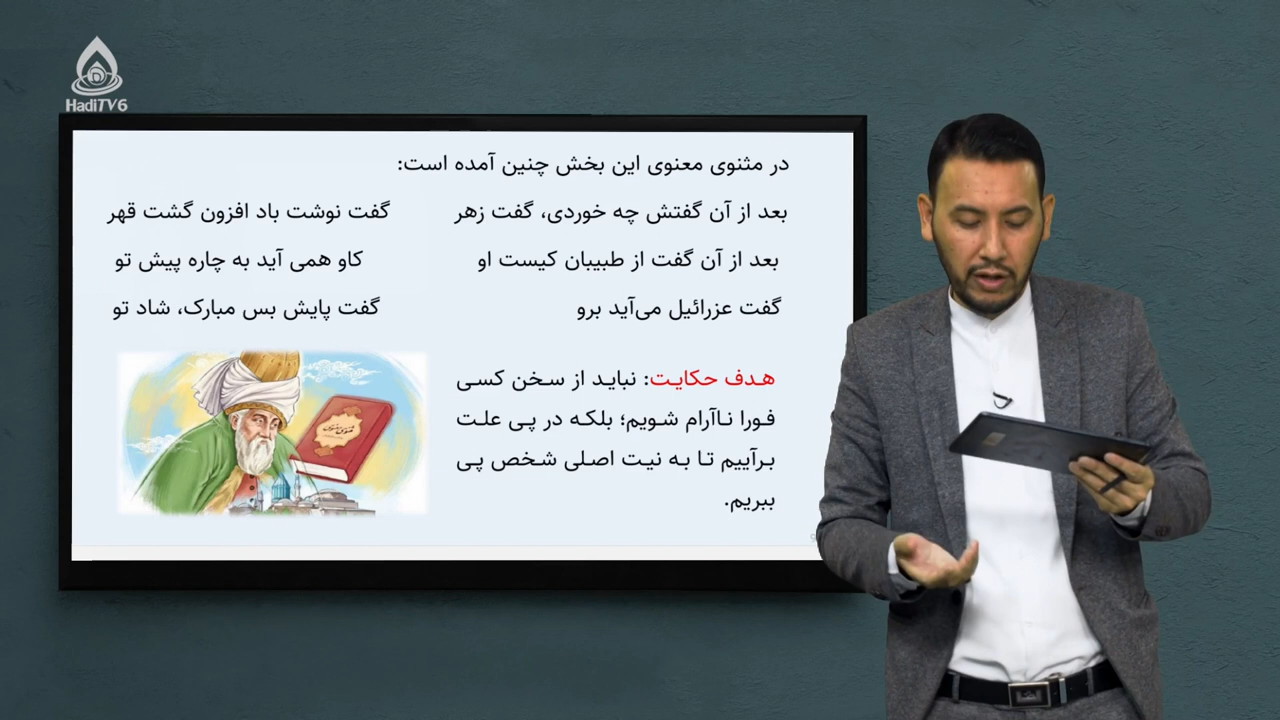 HadiTV6
در مثنوی معنوی این بخش چنین آمده است:
بعد از آن گفتش چه خوردی، گفت زهر گفت نوشت باد افزون گشت قهر
بعد از آن گفت از طبیبان کیست او کاو همی آید به چاره پیش تو
گفت عزرائیل می‌آید برو گفت پایش بس مبارک، شاد تو
هدف حکایت: نباید از سخن کسی
فورا ناآرام شویم؛ بلکه در پی علت
برآییم تا به نیت اصلی شخص پی
ببریم.